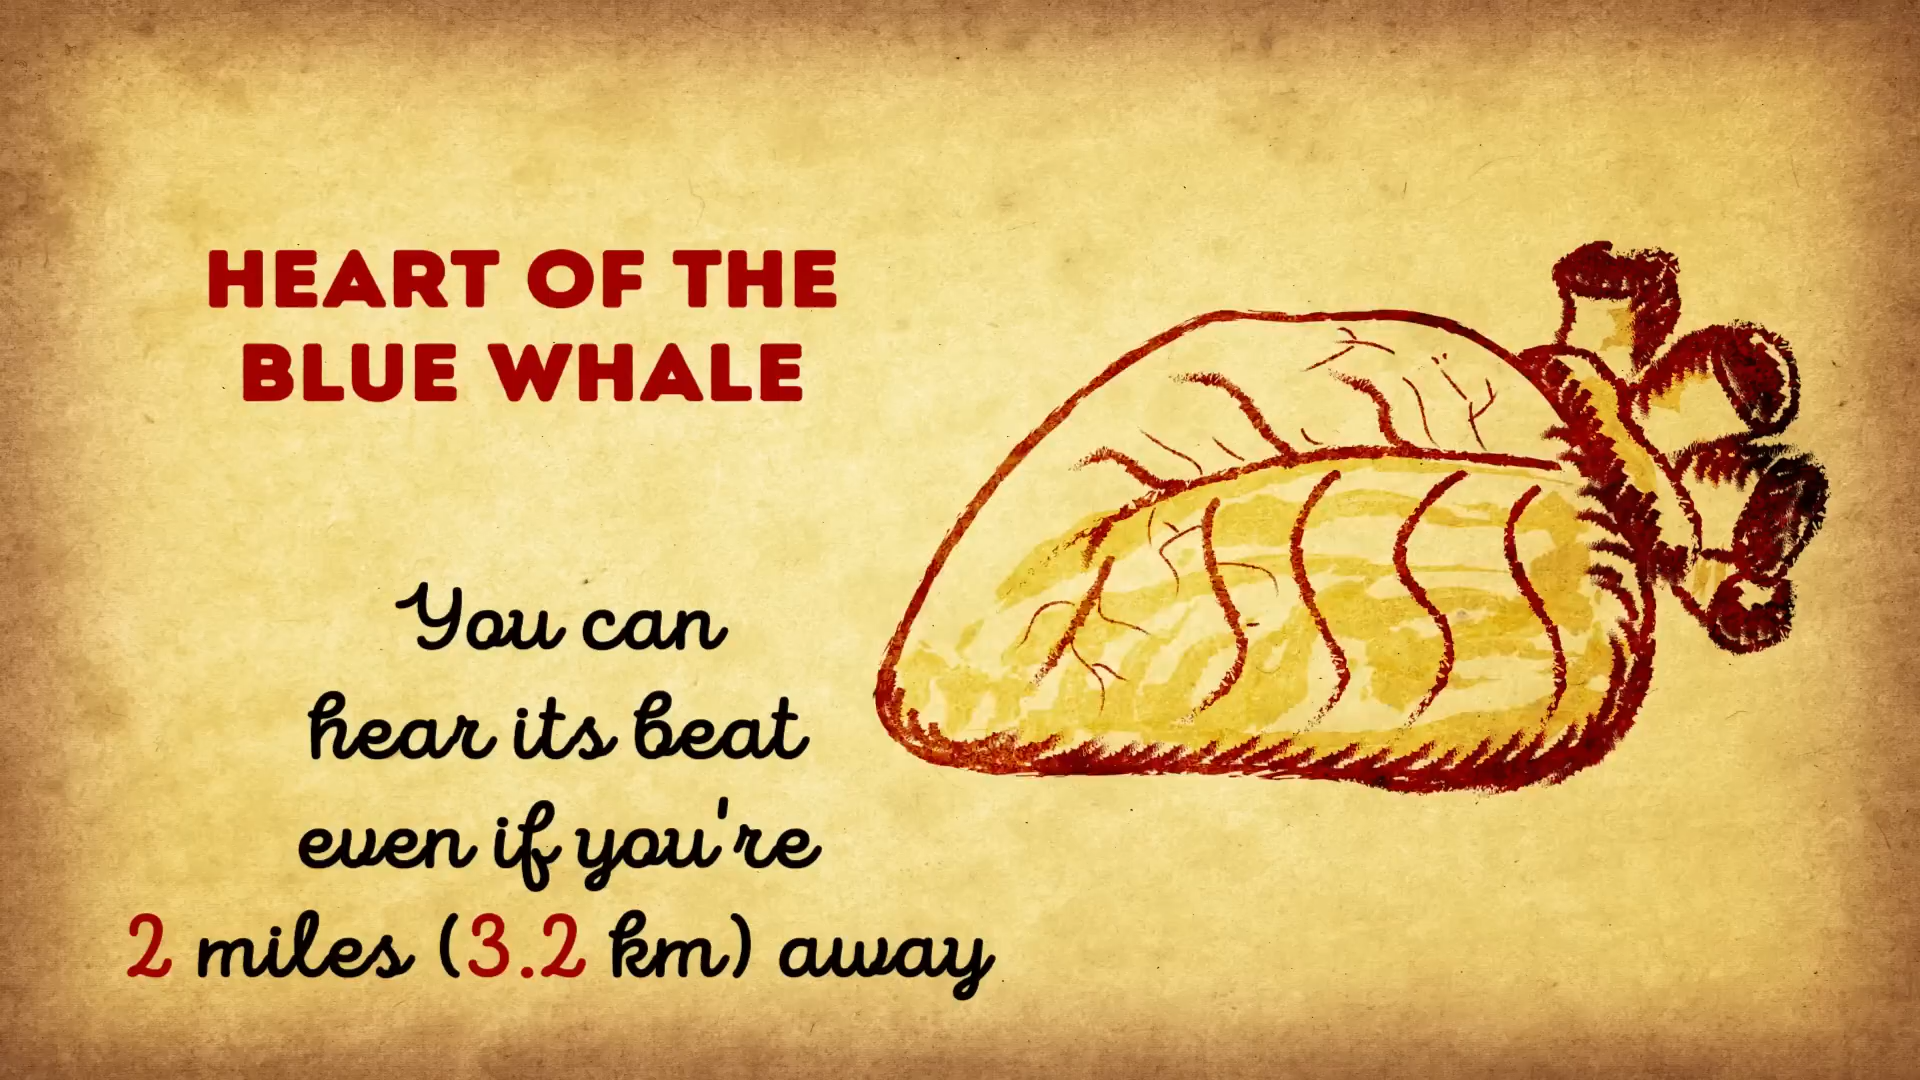 HEART OF THE
BLUE WHALE
You can
hear its beat
even if you're
2 miles (3.2 km) away